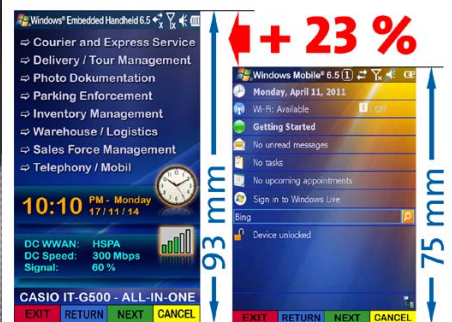 Windows® Embedded Handheld 6.5
⇨ Courier and Express Service
⇨ Delivery / Tour Management
⇨ Photo Dokumentation
⇨ Parking Enforcement
⇨ Inventory Management
⇨ Warehouse / Logistics
⇨ Sales Force Management
⇨ Telephony / Mobil
10:10 PM - Monday
17/11/14
DC WWAN: HSPA
DC Speed: 300 Mbps
Signal: 60 %
CASIO IT-G500 - ALL-IN-ONE
EXIT RETURN NEXT CANCEL
93 mm
+ 23 %
Windows Mobile® 6.5 1
Monday, April 11, 2011
Wi-Fi: Available : Off
Getting Started
No unread messages
No tasks
No upcoming appointments
Sign in to Windows Live
Bing
Device unlocked
EXIT RETURN NEXT CANCEL
75 mm